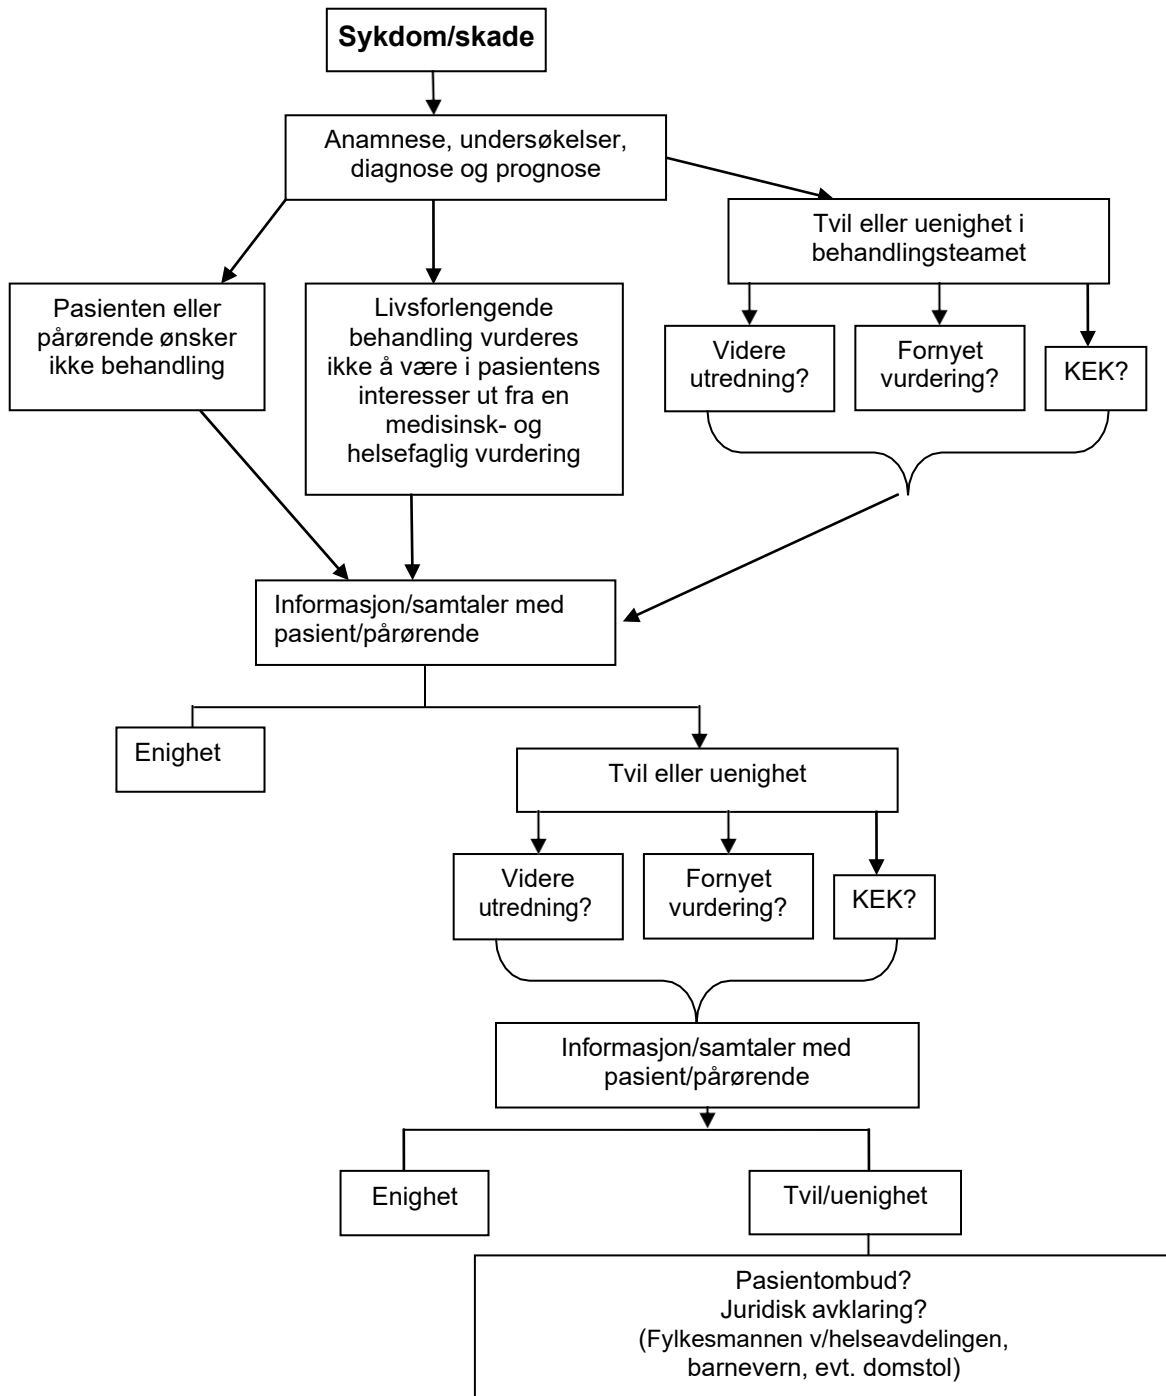 Sykdom/skade
Anamnese, undersøkelser,
diagnose og prognose
Tvil eller uenighet i
behandlingsteamet
Pasienten eller
pårørende ønsker
ikke behandling
Livsforlengende
behandling vurderes
ikke å være i pasientens
interesser ut fra en
medisinsk- og
helsefaglig vurdering
Videre
utredning?
Fornyet
vurdering?
KEK?
Informasjon/samtaler med
pasient/pårørende
Enighet
Tvil eller uenighet
Videre
utredning?
Fornyet
vurdering?
KEK?
Informasjon/samtaler med
pasient/pårørende
Enighet
Tvil/uenighet
Pasientombud?
Juridisk avklaring?
(Fylkesmannen v/helseavdelingen,
barnevern, evt. domstol)